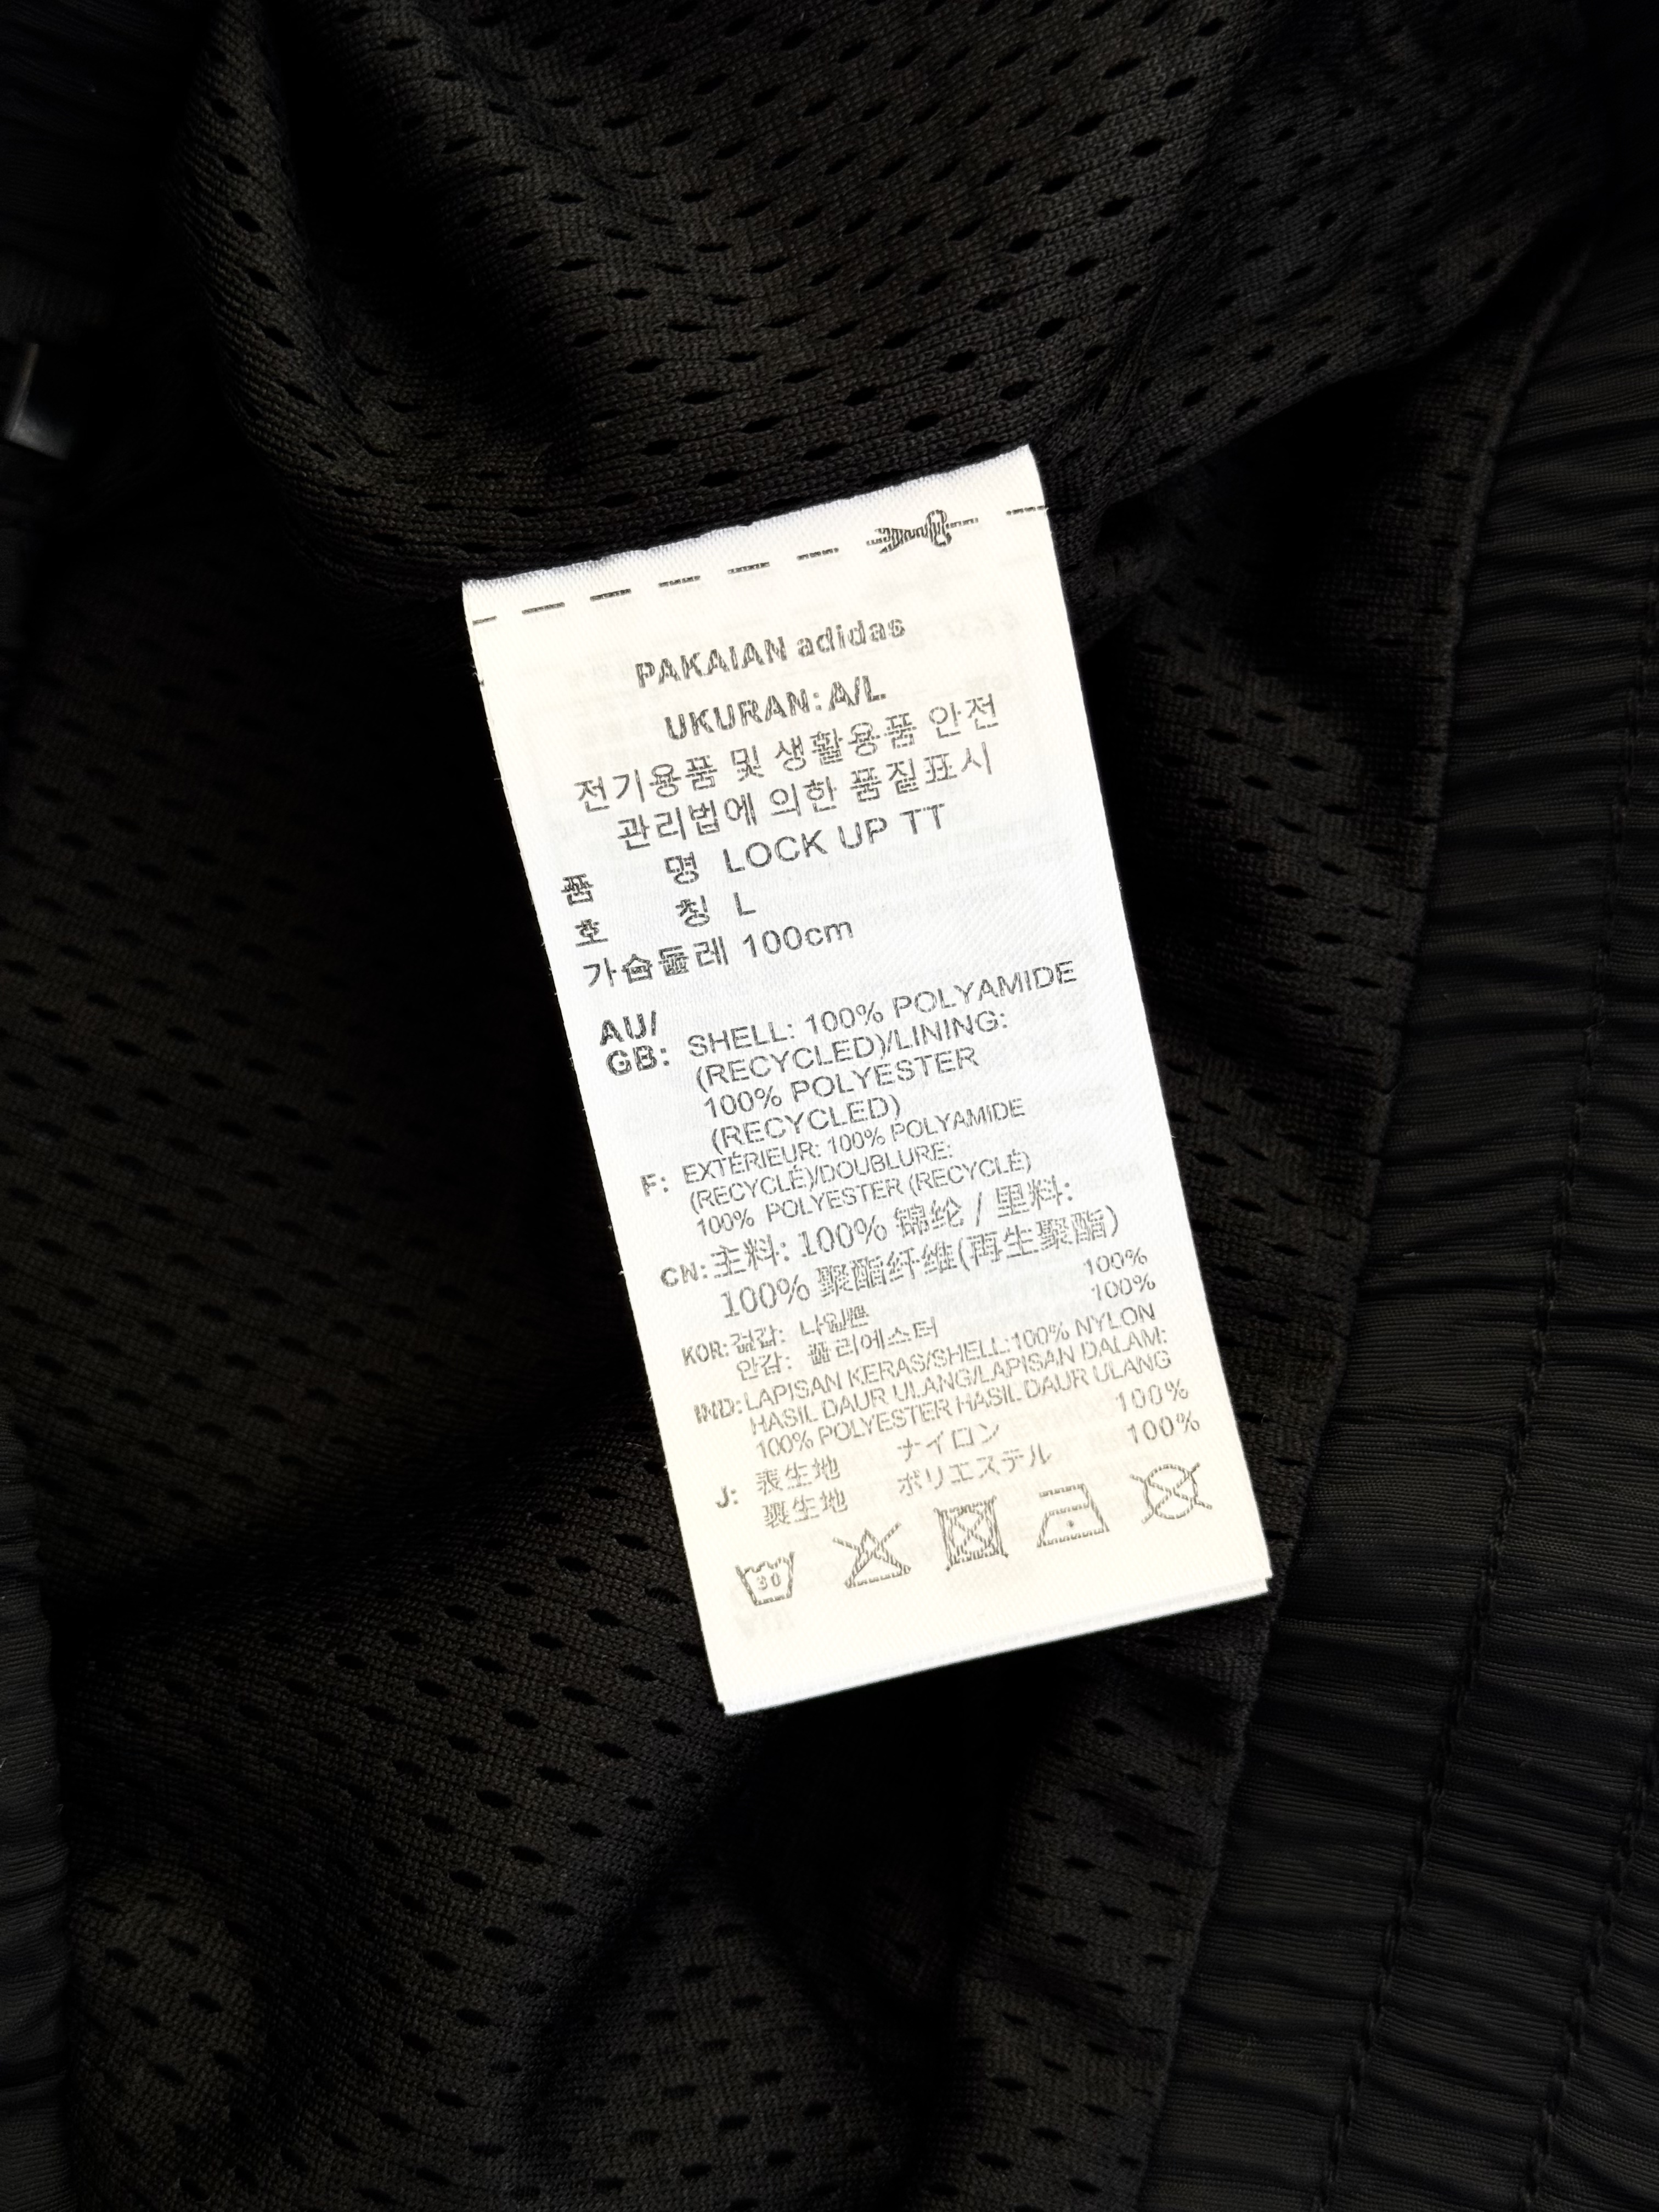 PAKAIAN adidas
UKURAN: A/L
전기용품 및 생활용품 안전
관리법에 의한 품질표시
품 명 LOCK UP TT
호 칭 L
가슴둘레 100cm
AU/
GB: SHELL: 100% POLYAMIDE
(RECYCLED)/LINING:
100% POLYESTER
(RECYCLED)
F: EXTÉRIEUR: 100% POLYAMIDE
(RECYCLÉ)/DOUBLURE:
100% POLYESTER (RECYCLÉ)
CN: 主料: 100% 锦纶 / 里料:
100% 聚酯纤维(再生聚酯)
KOR: 겉감: 나일론 100%
안감: 폴리에스터 100%
IND: LAPISAN KERAS/SHELL:100% NYLON
HASIL DAUR ULANG/LAPISAN DALAM:
100% POLYESTER HASIL DAUR ULANG
J: 表生地 ナイロン 100%
裏生地 ポリエステル 100%
30